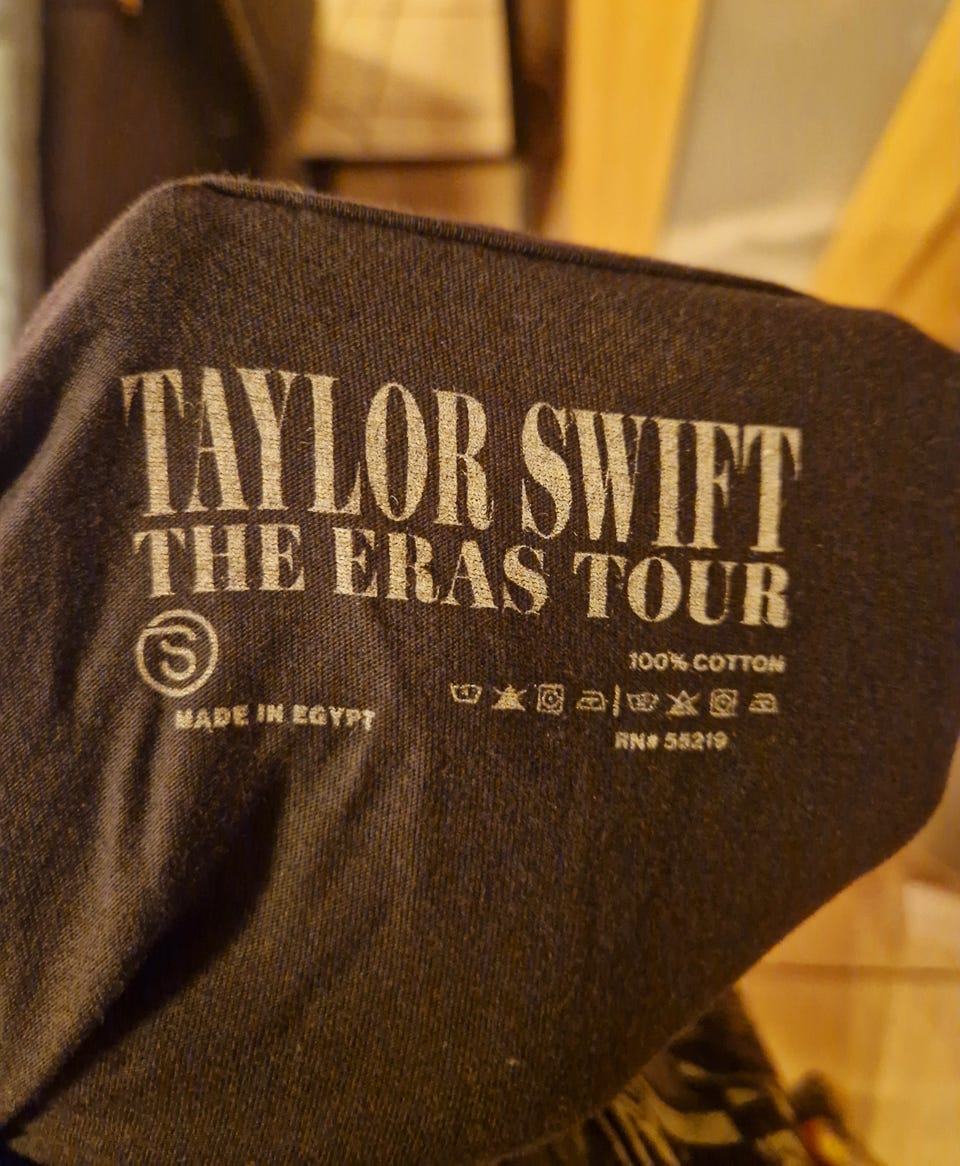 TAYLOR SWIFT
THE ERAS TOUR
S
100% COTTON
MADE IN EGYPT
RN# 55219